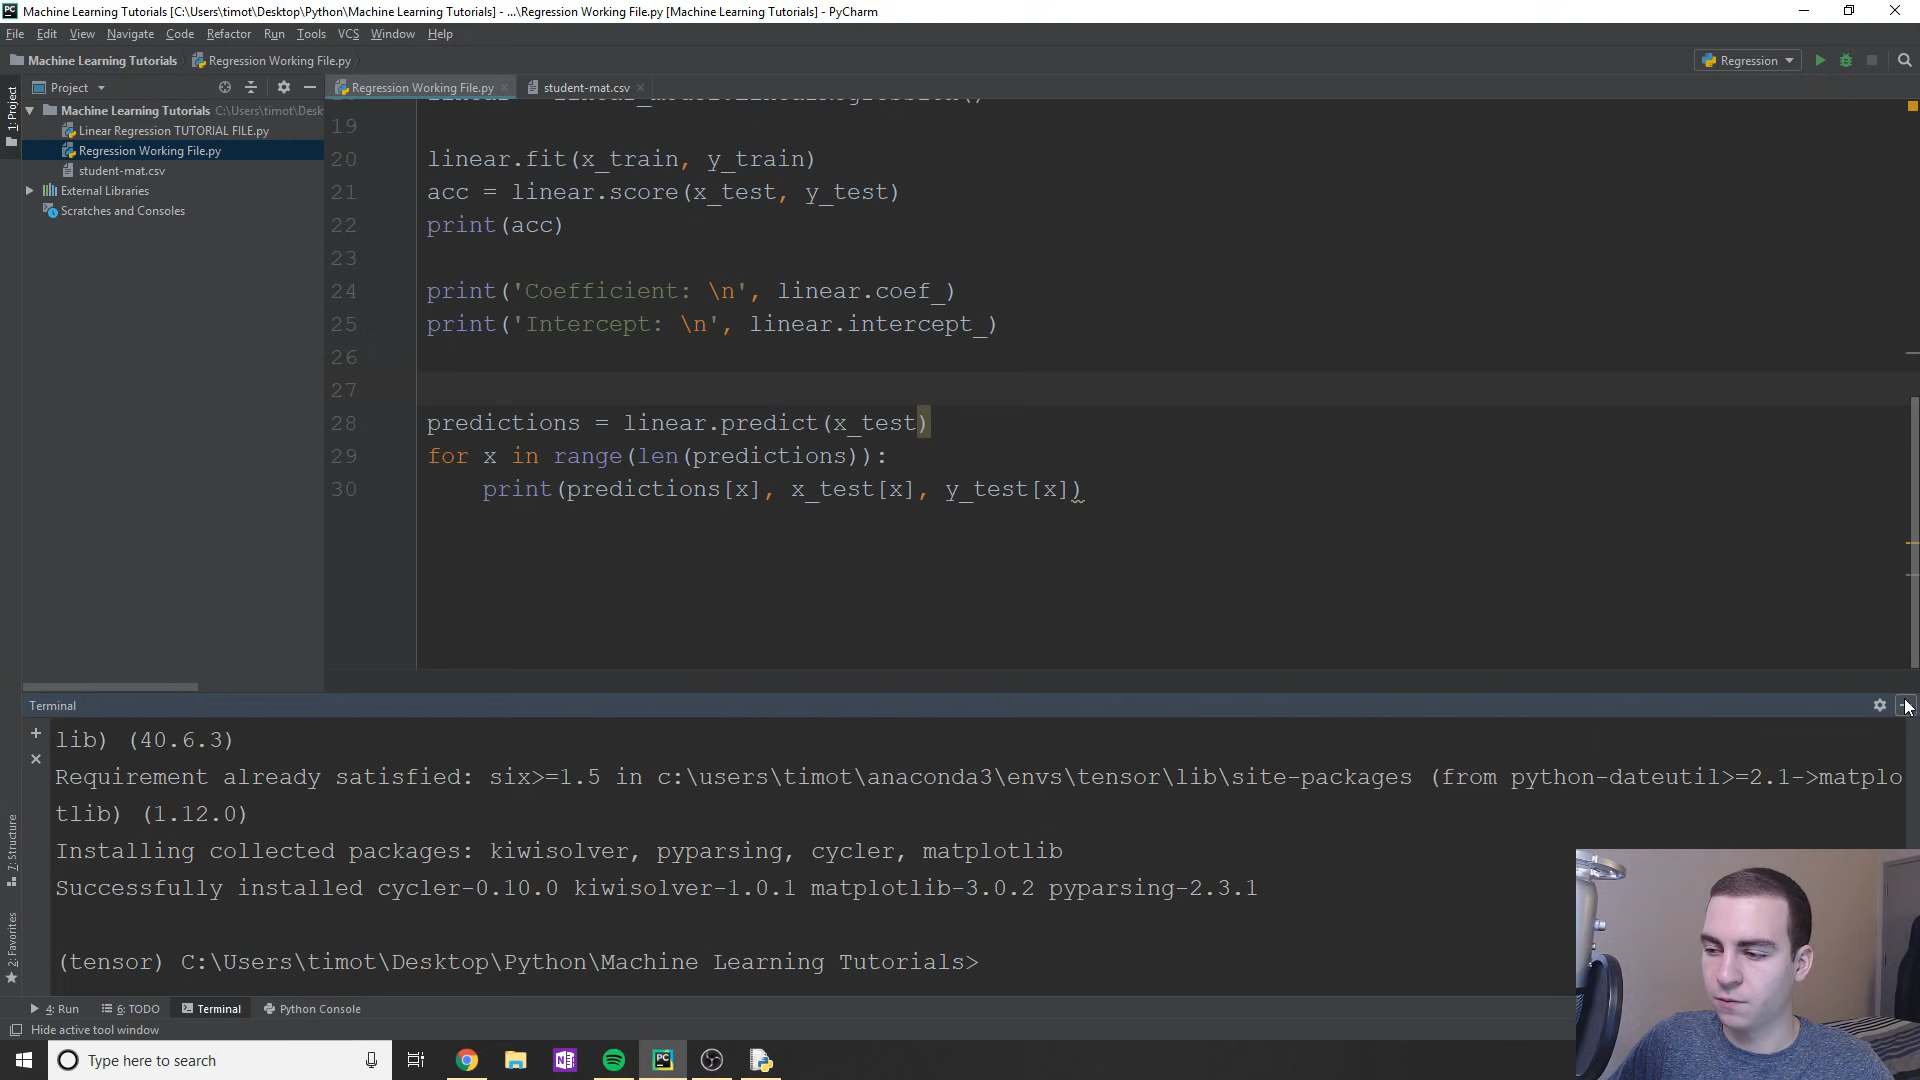 Machine Learning Tutorials [C:\Users\timot\Desktop\Python\Machine Learning Tutorials] - ...\Regression Working File.py [Machine Learning Tutorials] - PyCharm
File Edit View Navigate Code Refactor Run Tools VCS Window Help
Machine Learning Tutorials Regression Working File.py Regression
Project Regression Working File.py student-mat.csv
1: Project
Machine Learning Tutorials C:\Users\timot\Desk
Linear Regression TUTORIAL FILE.py
Regression Working File.py
student-mat.csv
External Libraries
Scratches and Consoles
19
20 linear.fit(x_train, y_train)
21 acc = linear.score(x_test, y_test)
22 print(acc)
23
24 print('Coefficient: \n', linear.coef_)
25 print('Intercept: \n', linear.intercept_)
26
27
28 predictions = linear.predict(x_test)
29 for x in range(len(predictions)):
30 print(predictions[x], x_test[x], y_test[x])
Terminal
lib) (40.6.3)
Requirement already satisfied: six>=1.5 in c:\users\timot\anaconda3\envs\tensor\lib\site-packages (from python-dateutil>=2.1->matplo
tlib) (1.12.0)
Installing collected packages: kiwisolver, pyparsing, cycler, matplotlib
Successfully installed cycler-0.10.0 kiwisolver-1.0.1 matplotlib-3.0.2 pyparsing-2.3.1
(tensor) C:\Users\timot\Desktop\Python\Machine Learning Tutorials>
7: Structure
2: Favorites
4: Run 6: TODO Terminal Python Console
Hide active tool window
Type here to search